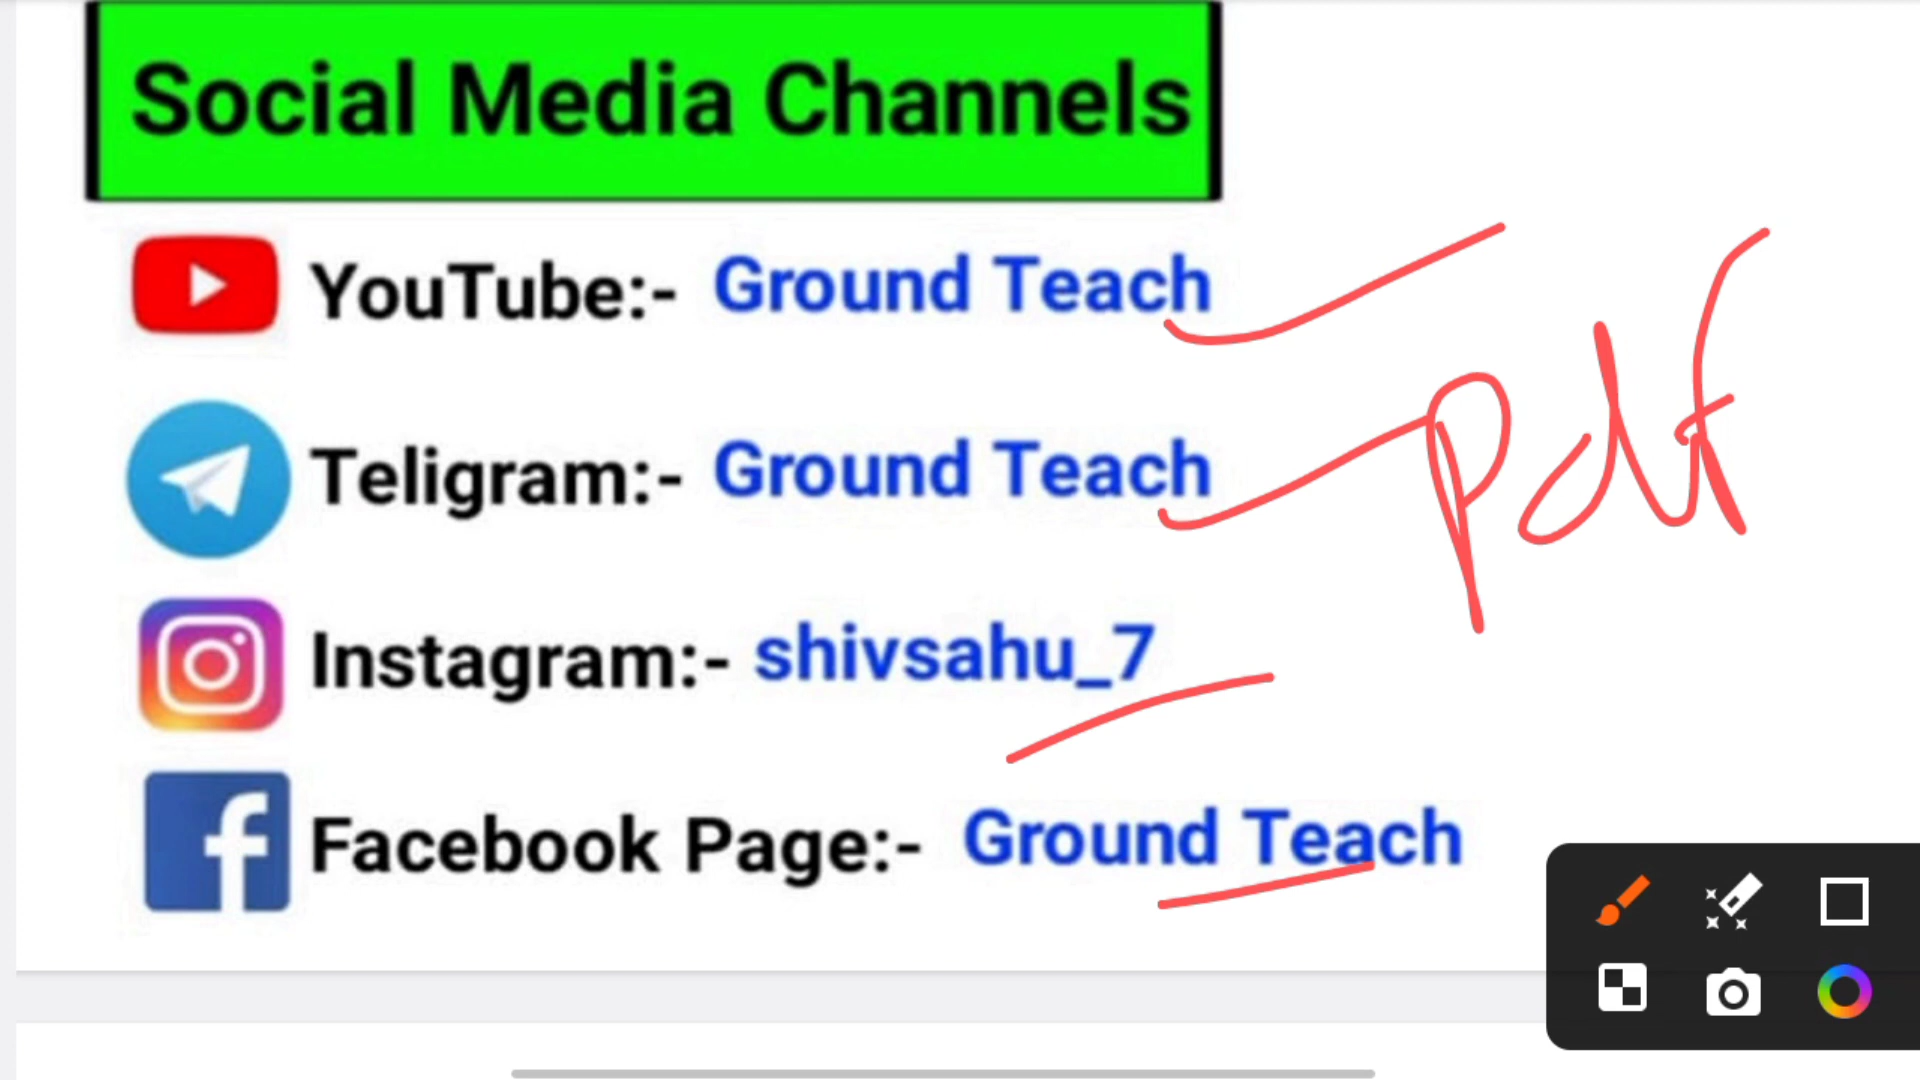 Social Media Channels
YouTube:- Ground Teach
Teligram:- Ground Teach pdf
Instagram:- shivsahu_7
Facebook Page:- Ground Teach